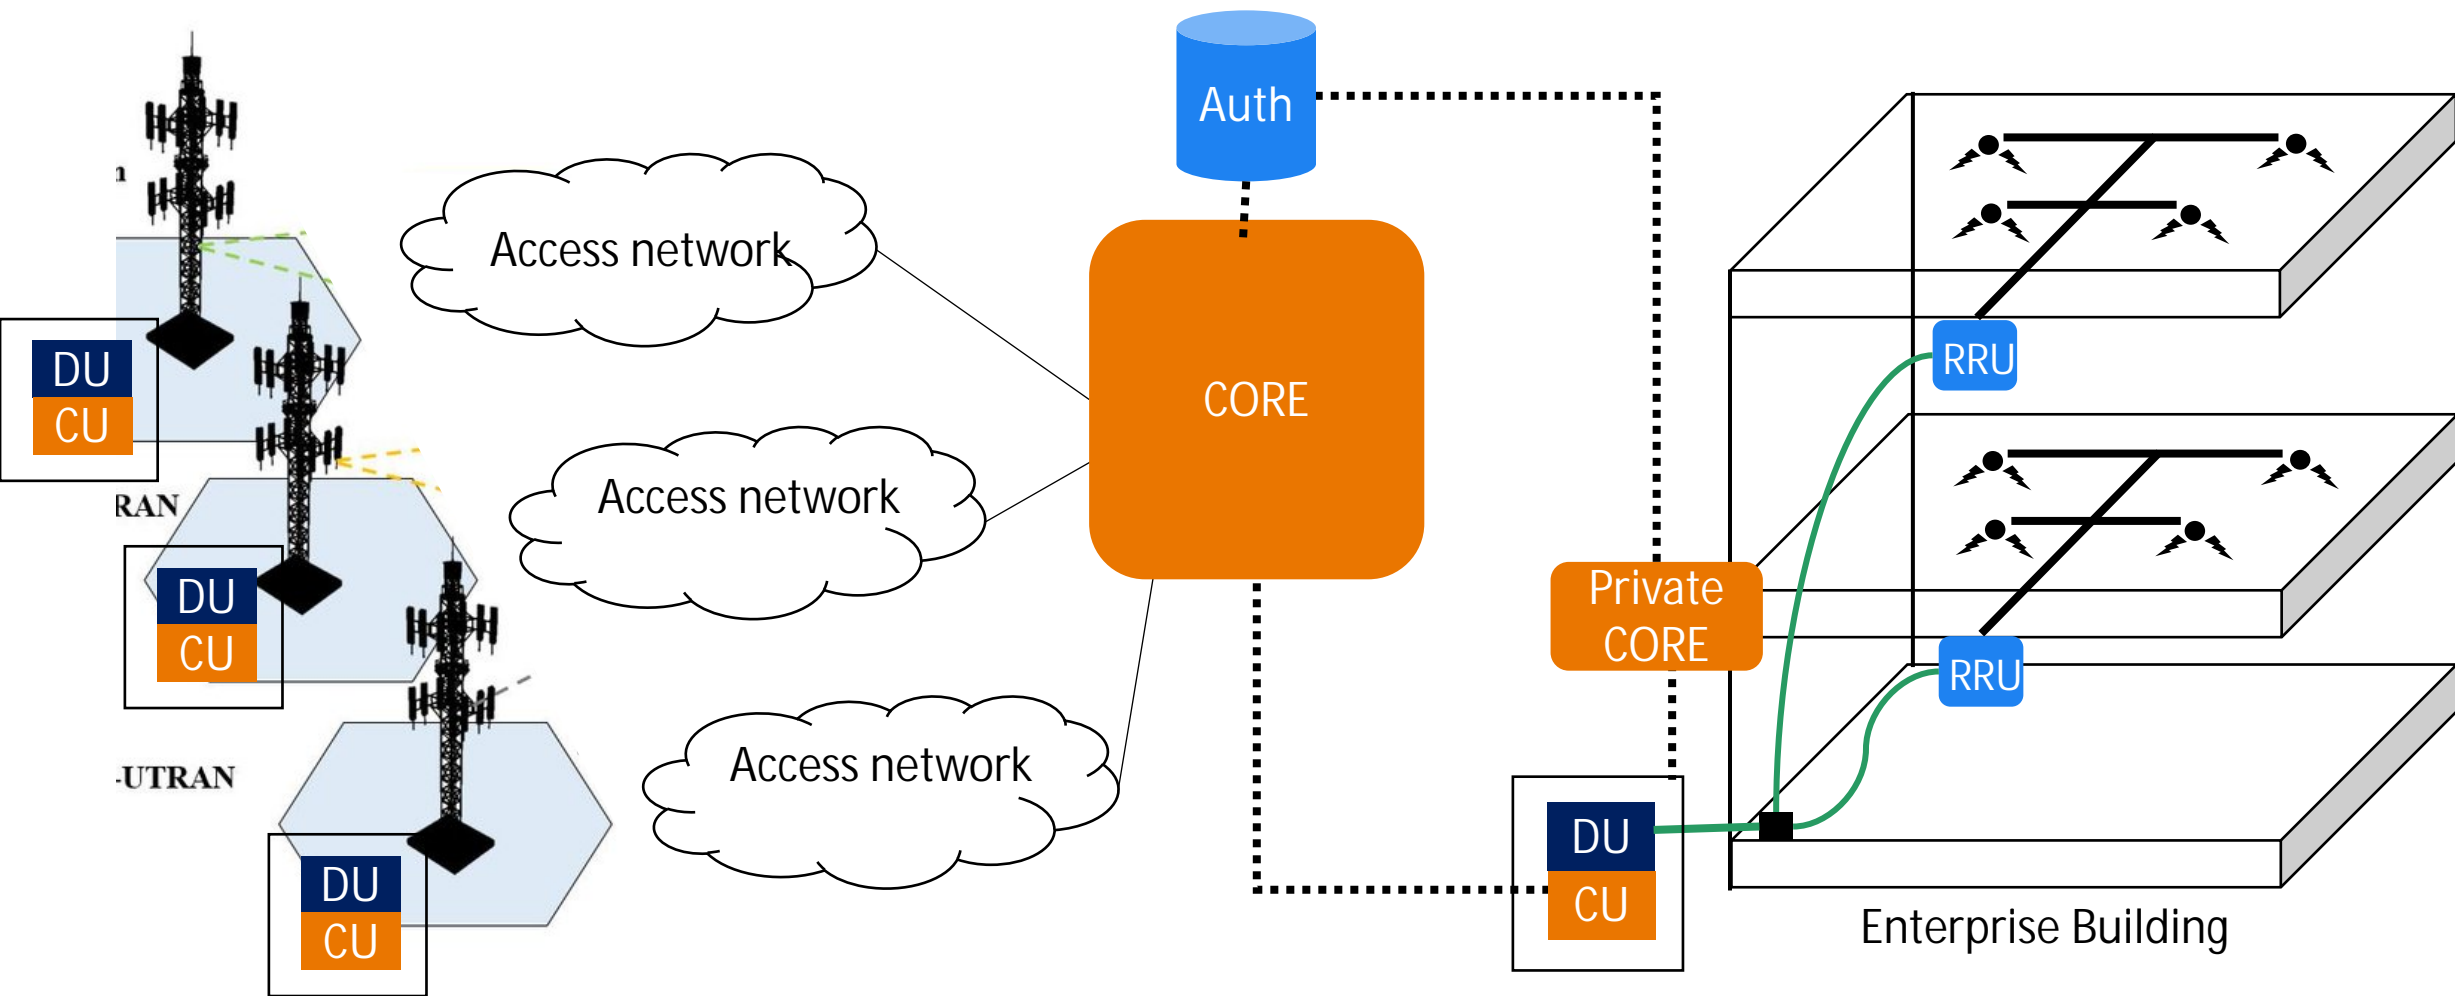 Auth
Access network
CORE
RRU
DU
CU
RAN
Access network
DU
CU
Private
CORE
RRU
-UTRAN
Access network
DU
CU
DU
CU
Enterprise Building